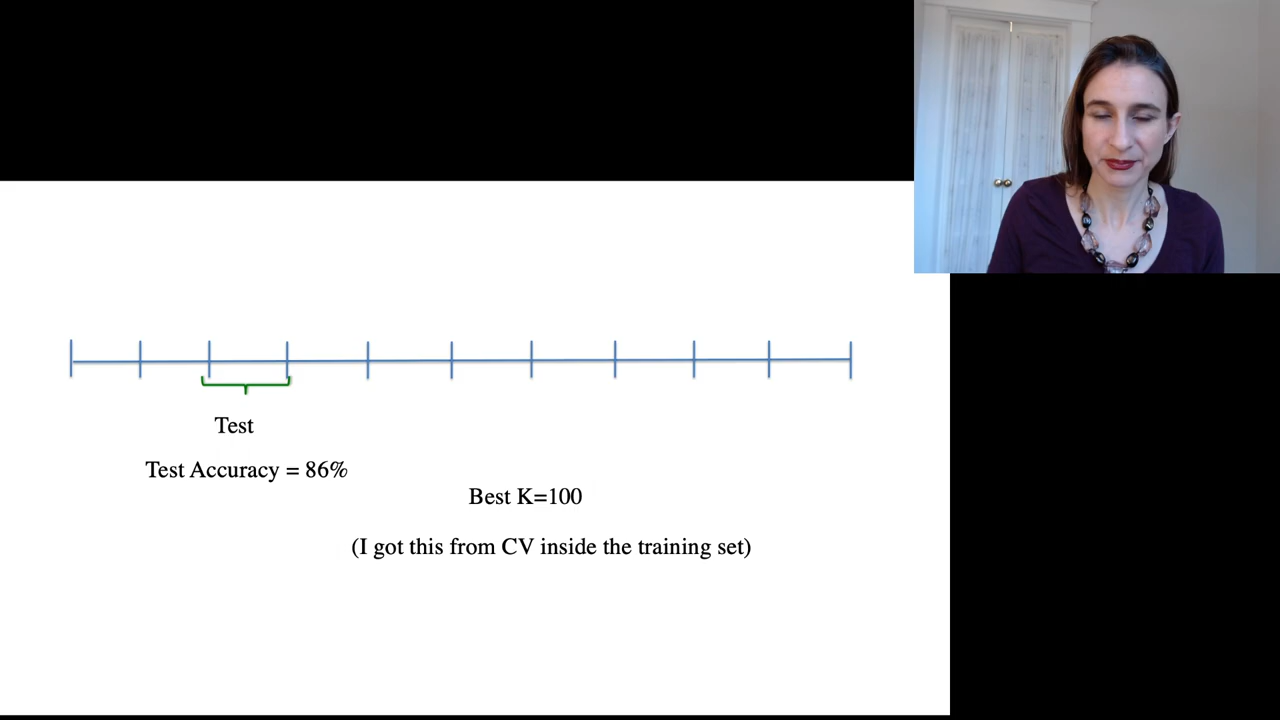 Test
Test Accuracy = 86%
Best K=100
(I got this from CV inside the training set)